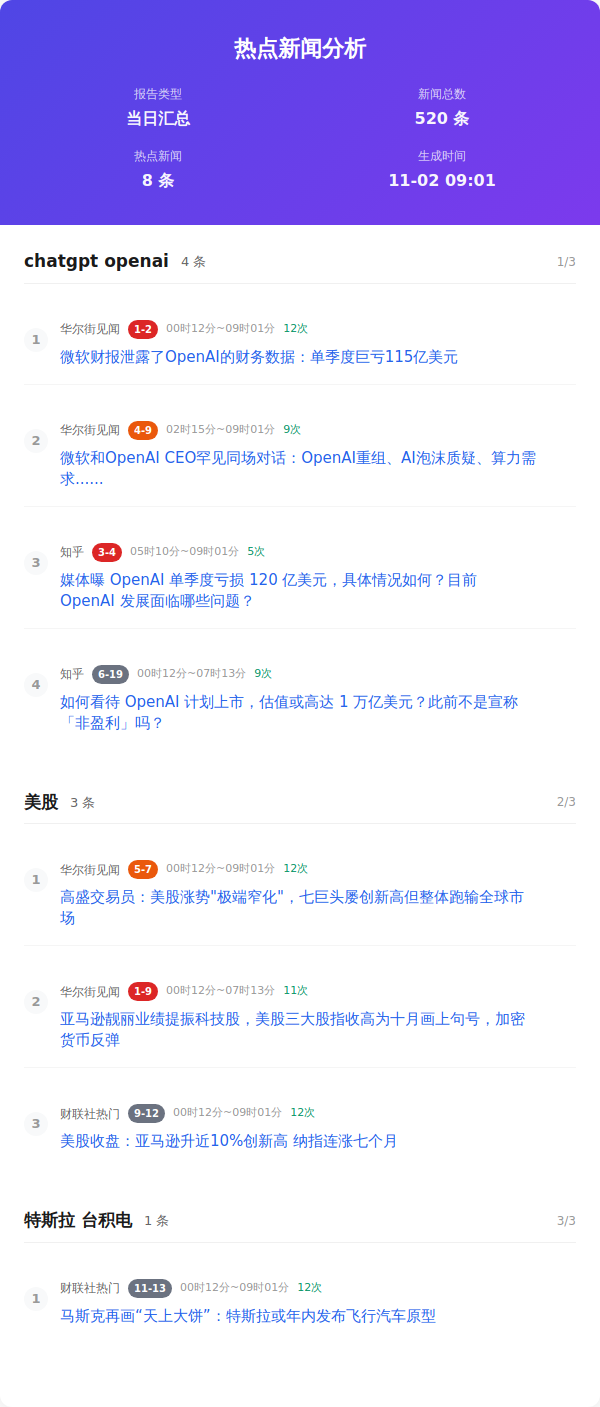 热点新闻分析
报告类型
新闻总数
当日汇总
520 条
热点新闻
生成时间
8 条
11-02 09:01
chatgpt openai 4 条 1/3
1
华尔街见闻 1-2 00时12分~09时01分 12次
微软财报泄露了OpenAI的财务数据：单季度巨亏115亿美元
2
华尔街见闻 4-9 02时15分~09时01分 9次
微软和OpenAI CEO罕见同场对话：OpenAI重组、AI泡沫质疑、算力需
求……
3
知乎 3-4 05时10分~09时01分 5次
媒体曝 OpenAI 单季度亏损 120 亿美元，具体情况如何？目前
OpenAI 发展面临哪些问题？
4
知乎 6-19 00时12分~07时13分 9次
如何看待 OpenAI 计划上市，估值或高达 1 万亿美元？此前不是宣称
「非盈利」吗？
美股 3 条 2/3
1
华尔街见闻 5-7 00时12分~09时01分 12次
高盛交易员：美股涨势"极端窄化"，七巨头屡创新高但整体跑输全球市
场
2
华尔街见闻 1-9 00时12分~07时13分 11次
亚马逊靓丽业绩提振科技股，美股三大股指收高为十月画上句号，加密
货币反弹
3
财联社热门 9-12 00时12分~09时01分 12次
美股收盘：亚马逊升近10%创新高 纳指连涨七个月
特斯拉 台积电 1 条 3/3
1
财联社热门 11-13 00时12分~09时01分 12次
马斯克再画“天上大饼”：特斯拉或年内发布飞行汽车原型